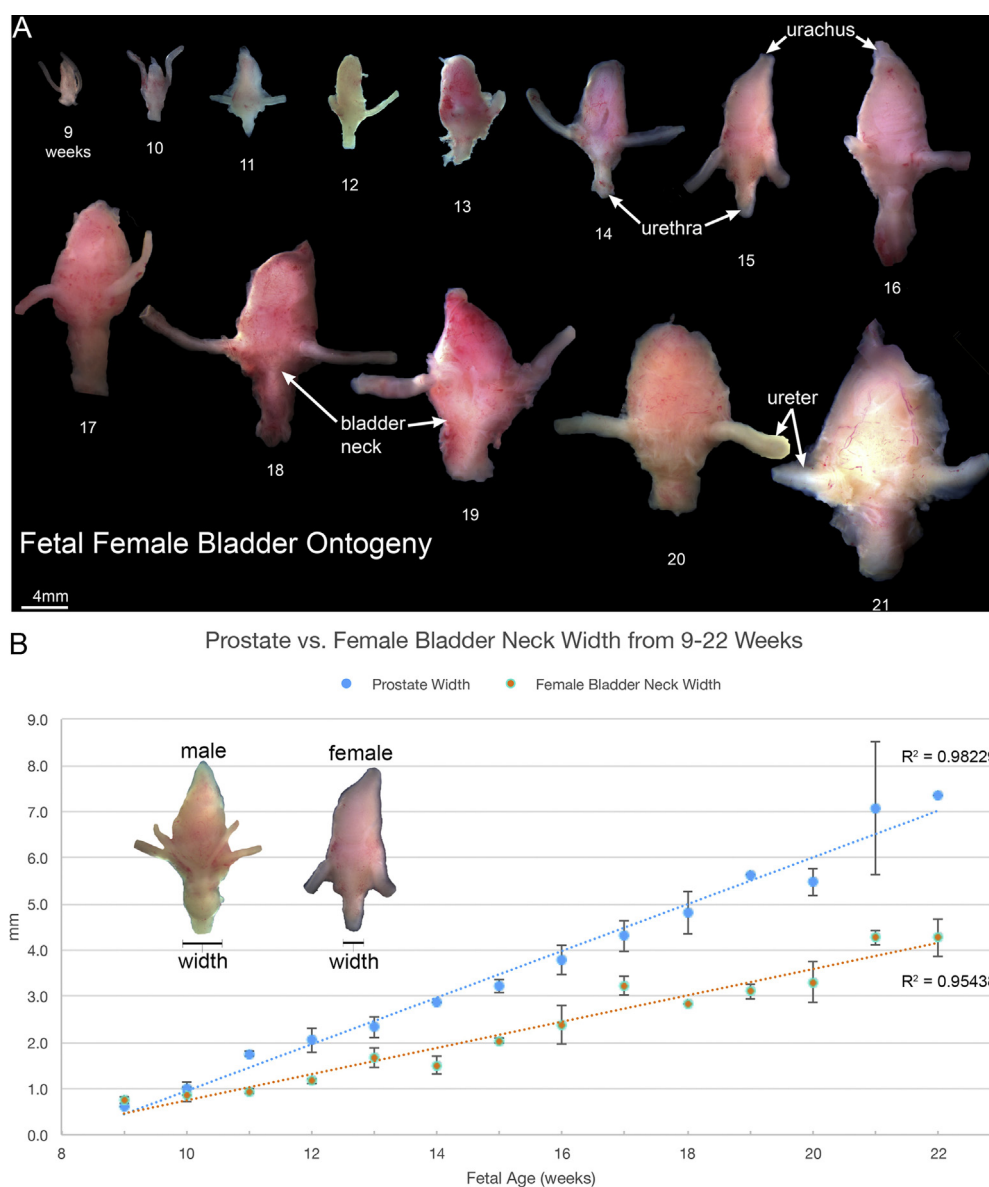 A
urachus
9
weeks
10
11
12
13
14
urethra
15
16
17
18
bladder
neck
19
20
ureter
21
Fetal Female Bladder Ontogeny
4mm
B
Prostate vs. Female Bladder Neck Width from 9-22 Weeks
Prostate Width
Female Bladder Neck Width
9.0
8.0
7.0
6.0
5.0
4.0
3.0
2.0
1.0
0.0
mm
male
female
width
width
R² = 0.98229
R² = 0.95438
8
10
12
14
16
18
20
22
Fetal Age (weeks)